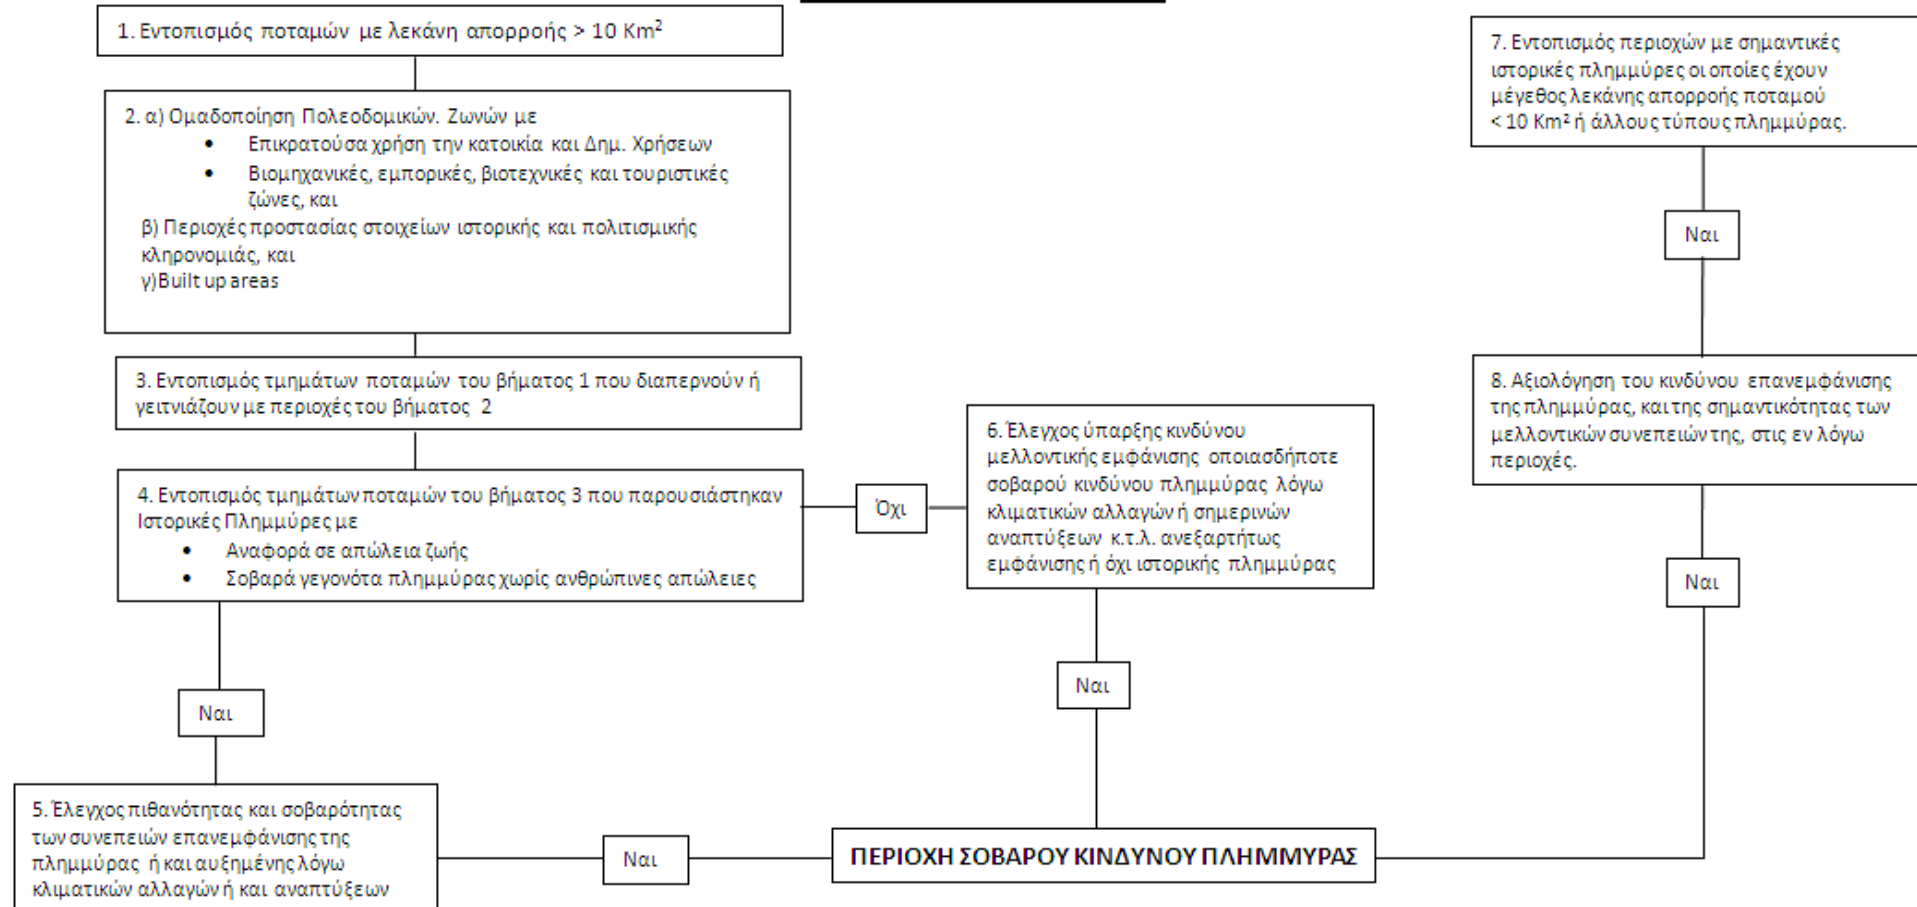 1. Εντοπισμός ποταμών με λεκάνη απορροής > 10 Km²
2. α) Ομαδοποίηση Πολεοδομικών. Ζωνών με
• Επικρατούσα χρήση την κατοικία και Δημ. Χρήσεων
• Βιομηχανικές, εμπορικές, βιοτεχνικές και τουριστικές
ζώνες, και
β) Περιοχές προστασίας στοιχείων ιστορικής και πολιτισμικής
κληρονομιάς, και
γ)Built up areas
3. Εντοπισμός τμημάτων ποταμών του βήματος 1 που διαπερνούν ή
γειτνιάζουν με περιοχές του βήματος 2
4. Εντοπισμός τμημάτων ποταμών του βήματος 3 που παρουσιάστηκαν
Ιστορικές Πλημμύρες με
• Αναφορά σε απώλεια ζωής
• Σοβαρά γεγονότα πλημμύρας χωρίς ανθρώπινες απώλειες
Όχι
6. Έλεγχος ύπαρξης κινδύνου
μελλοντικής εμφάνισης οποιασδήποτε
σοβαρού κινδύνου πλημμύρας λόγω
κλιματικών αλλαγών ή σημερινών
αναπτύξεων κ.τ.λ. ανεξαρτήτως
εμφάνισης ή όχι ιστορικής πλημμύρας
Ναι
Ναι
5. Έλεγχος πιθανότητας και σοβαρότητας
των συνεπειών επανεμφάνισης της
πλημμύρας ή και αυξημένης λόγω
κλιματικών αλλαγών ή και αναπτύξεων
Ναι
ΠΕΡΙΟΧΗ ΣΟΒΑΡΟΥ ΚΙΝΔΥΝΟΥ ΠΛΗΜΜΥΡΑΣ
7. Εντοπισμός περιοχών με σημαντικές
ιστορικές πλημμύρες οι οποίες έχουν
μέγεθος λεκάνης απορροής ποταμού
< 10 Km² ή άλλους τύπους πλημμύρας.
Ναι
8. Αξιολόγηση του κινδύνου επανεμφάνισης
της πλημμύρας, και της σημαντικότητας των
μελλοντικών συνεπειών της, στις εν λόγω
περιοχές.
Ναι